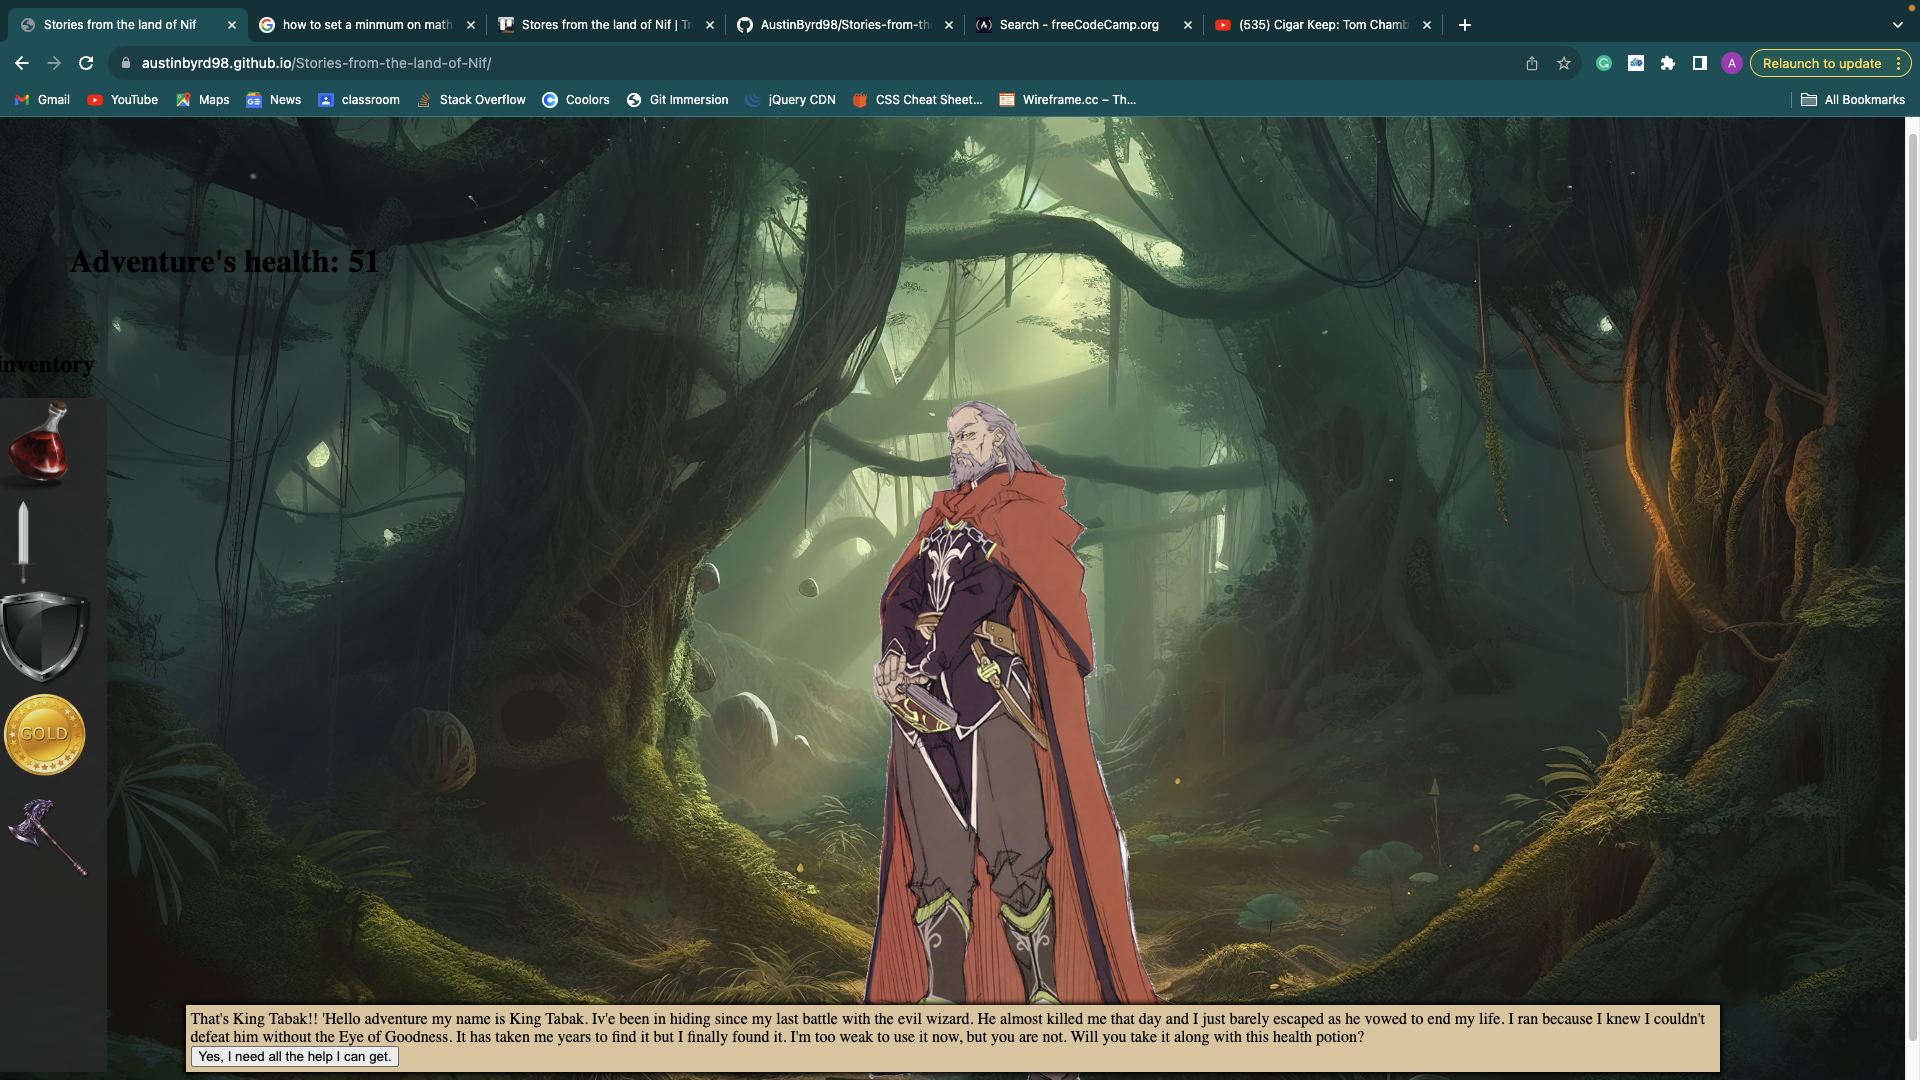 Stories from the land of Nif
how to set a minmum on math
Stores from the land of Nif | Tr
AustinByrd98/Stories-from-the
Search - freeCodeCamp.org
(535) Cigar Keep: Tom Chamb
austinbyrd98.github.io/Stories-from-the-land-of-Nif/
A
Relaunch to update
Gmail
YouTube
Maps
News
classroom
Stack Overflow
Coolors
Git Immersion
jQuery CDN
CSS Cheat Sheet...
Wireframe.cc – Th...
All Bookmarks
Adventure's health: 51
inventory
GOLD
That's King Tabak!! 'Hello adventure my name is King Tabak. Iv'e been in hiding since my last battle with the evil wizard. He almost killed me that day and I just barely escaped as he vowed to end my life. I ran because I knew I couldn't
defeat him without the Eye of Goodness. It has taken me years to find it but I finally found it. I'm too weak to use it now, but you are not. Will you take it along with this health potion?
Yes, I need all the help I can get.